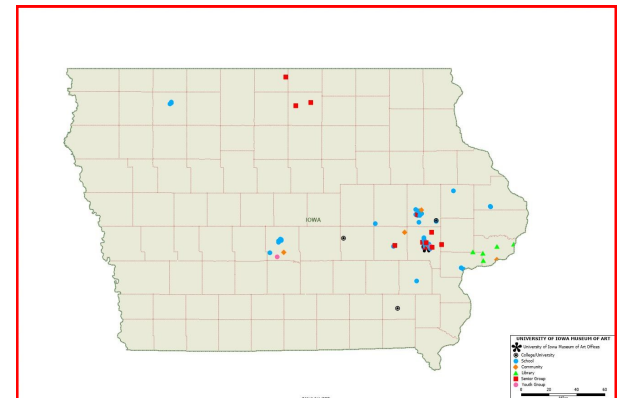 IOWA
UNIVERSITY OF IOWA MUSEUM OF ART
University of Iowa Museum of Art Offices
College/University
School
Community
Library
Senior Group
Youth Group
0 20 40 60